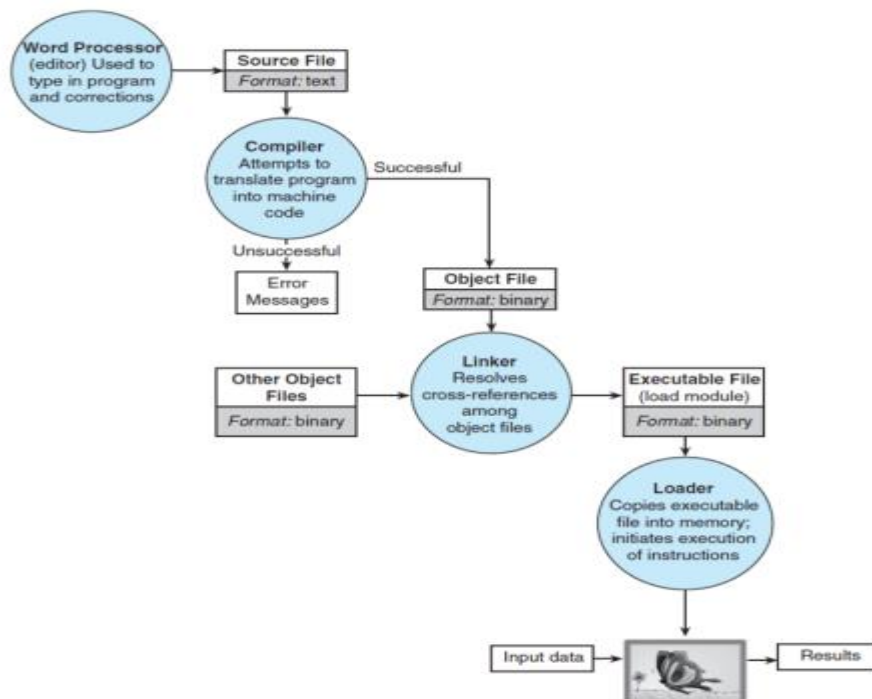 Word Processor
(editor) Used to
type in program
and corrections
Source File
Format: text
Compiler
Attempts to
translate program
into machine
code
Successful
Unsuccessful
Error
Messages
Object File
Format: binary
Other Object
Files
Format: binary
Linker
Resolves
cross-references
among
object files
Executable File
(load module)
Format: binary
Loader
Copies executable
file into memory;
initiates execution
of instructions
Input data
Results